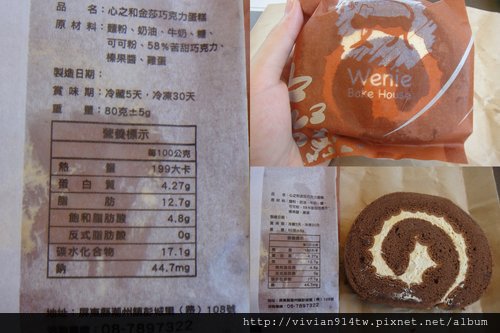 品 名：心之和金莎巧克力蛋糕
原 材 料：麵粉、奶油、牛奶、糖、
可可粉、58%苦甜巧克力、
榛果醬、雞蛋
製造日期：
賞 味 期：冷藏5天，冷凍30天
重 量：80克±5g
營養標示
每100公克
熱 量 199大卡
蛋白質 4.27g
脂 肪 12.7g
飽和脂肪酸 4.8g
反式脂肪酸 0g
碳水化合物 17.1g
鈉 44.7mg
08-7897322
Wenie
Bake House
http://vivian914tw.pixnet.net/album